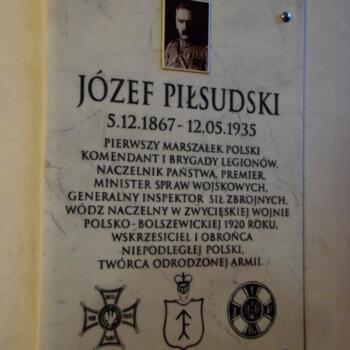 JÓZEF PIŁSUDSKI
5.12.1867 - 12.05.1935
PIERWSZY MARSZAŁEK POLSKI
KOMENDANT I BRYGADY LEGIONÓW,
NACZELNIK PAŃSTWA, PREMIER,
MINISTER SPRAW WOJSKOWYCH,
GENERALNY INSPEKTOR SIŁ ZBROJNYCH,
WÓDZ NACZELNY W ZWYCIĘSKIEJ WOJNIE
POLSKO - BOLSZEWICKIEJ 1920 ROKU,
WSKRZESICIEL I OBROŃCA
NIEPODLEGŁEJ POLSKI,
TWÓRCA ODRODZONEJ ARMII.